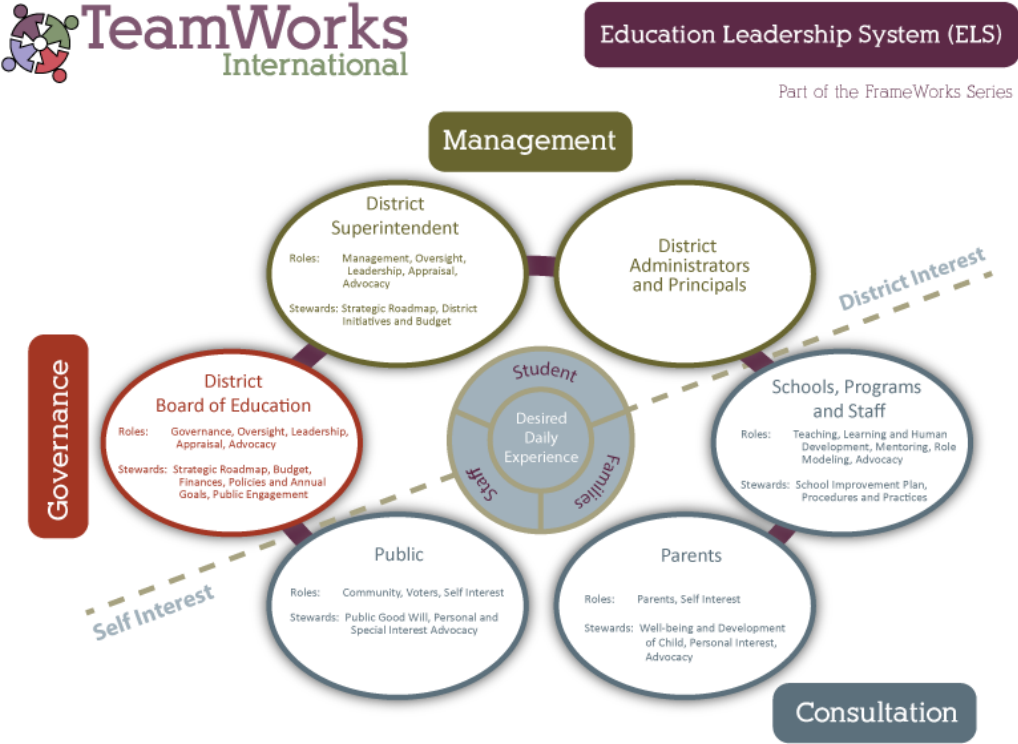 TeamWorks
International
Education Leadership System (ELS)
Part of the FrameWorks Series
Management
District
Superintendent
Roles: Management, Oversight,
Leadership, Appraisal,
Advocacy
Stewards: Strategic Roadmap, District
Initiatives and Budget
District
Administrators
and Principals
District Interest
Governance
District
Board of Education
Roles: Governance, Oversight, Leadership,
Appraisal, Advocacy
Stewards: Strategic Roadmap, Budget,
Finances, Policies and Annual
Goals, Public Engagement
Student
Desired
Daily
Experience
Staff
Families
Schools, Programs
and Staff
Roles: Teaching, Learning and Human
Development, Mentoring, Role
Modeling, Advocacy
Stewards: School Improvement Plan,
Procedures and Practices
Self Interest
Public
Roles: Community, Voters, Self Interest
Stewards: Public Good Will, Personal and
Special Interest Advocacy
Parents
Roles: Parents, Self Interest
Stewards: Well-being and Development
of Child, Personal Interest,
Advocacy
Consultation